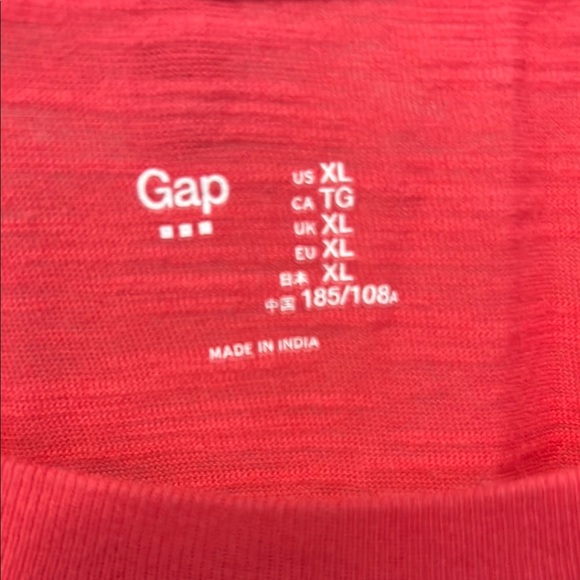 Gap
US XL
CA TG
UK XL
EU XL
日本 XL
中国 185/108A
MADE IN INDIA